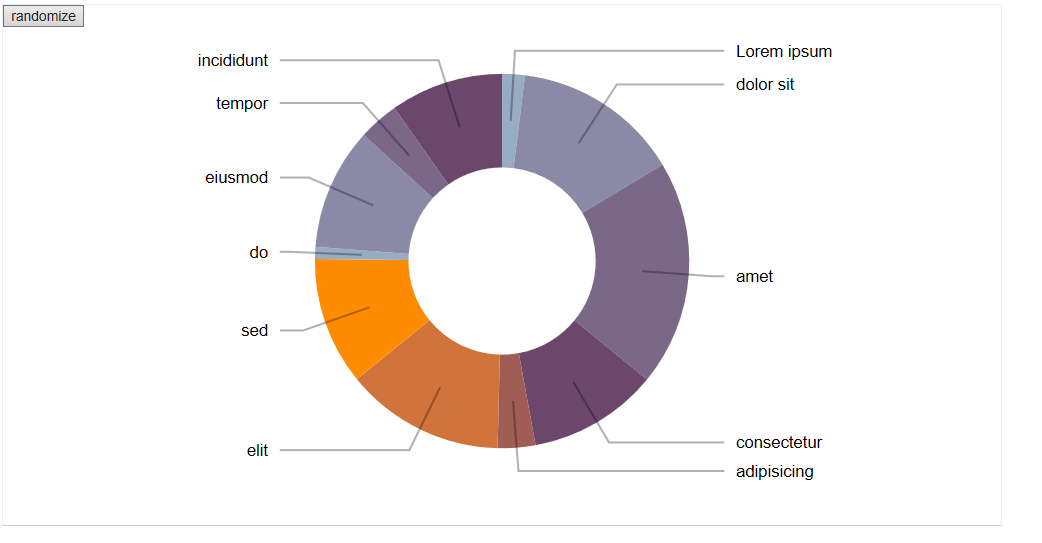 randomize
incididunt
tempor
eiusmod
do
sed
elit
Lorem ipsum
dolor sit
amet
consectetur
adipisicing